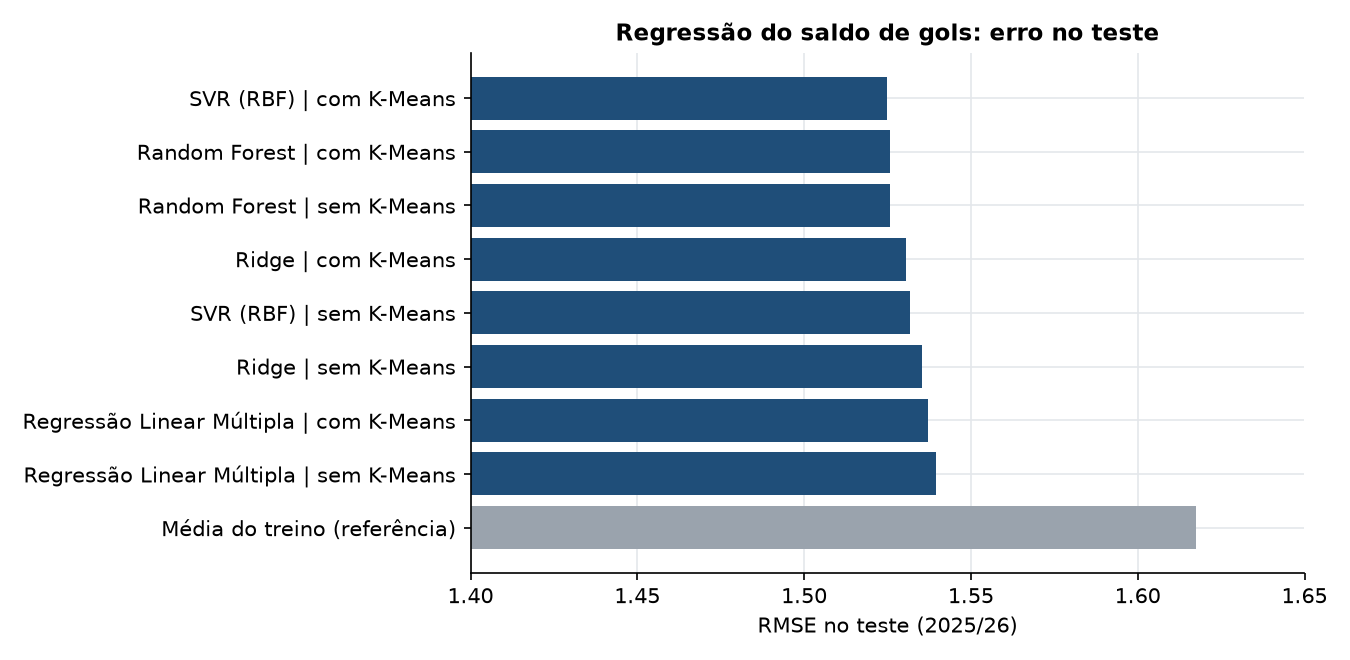 Regressão do saldo de gols: erro no teste
SVR (RBF) | com K-Means
Random Forest | com K-Means
Random Forest | sem K-Means
Ridge | com K-Means
SVR (RBF) | sem K-Means
Ridge | sem K-Means
Regressão Linear Múltipla | com K-Means
Regressão Linear Múltipla | sem K-Means
Média do treino (referência)
1.40 1.45 1.50 1.55 1.60 1.65
RMSE no teste (2025/26)